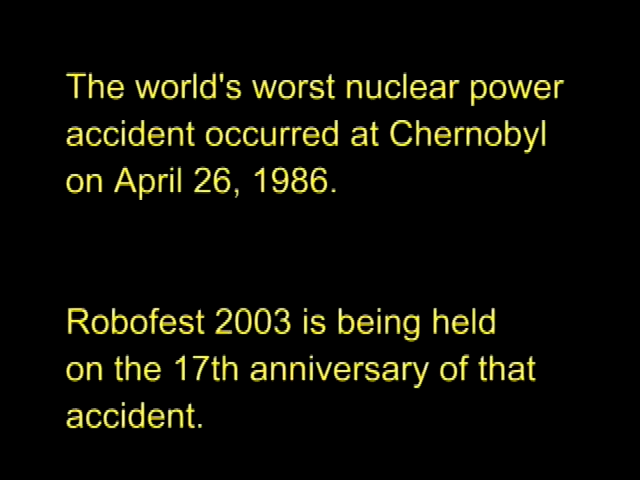 The world's worst nuclear power
accident occurred at Chernobyl
on April 26, 1986.
Robofest 2003 is being held
on the 17th anniversary of that
accident.